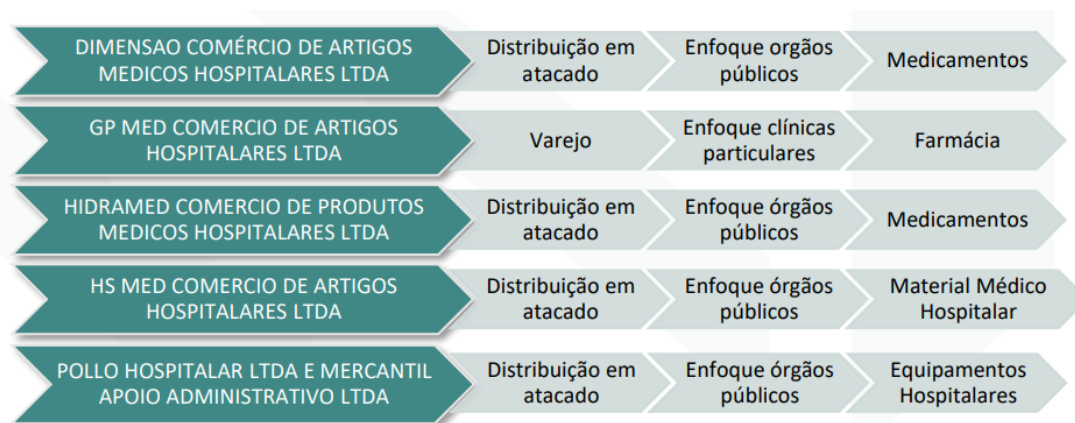 DIMENSAO COMÉRCIO DE ARTIGOS
MEDICOS HOSPITALARES LTDA
Distribuição em
atacado
Enfoque orgãos
públicos
Medicamentos
GP MED COMERCIO DE ARTIGOS
HOSPITALARES LTDA
Varejo
Enfoque clínicas
particulares
Farmácia
HIDRAMED COMERCIO DE PRODUTOS
MEDICOS HOSPITALARES LTDA
Distribuição em
atacado
Enfoque órgãos
públicos
Medicamentos
HS MED COMERCIO DE ARTIGOS
HOSPITALARES LTDA
Distribuição em
atacado
Enfoque órgãos
públicos
Material Médico
Hospitalar
POLLO HOSPITALAR LTDA E MERCANTIL
APOIO ADMINISTRATIVO LTDA
Distribuição em
atacado
Enfoque órgãos
públicos
Equipamentos
Hospitalares